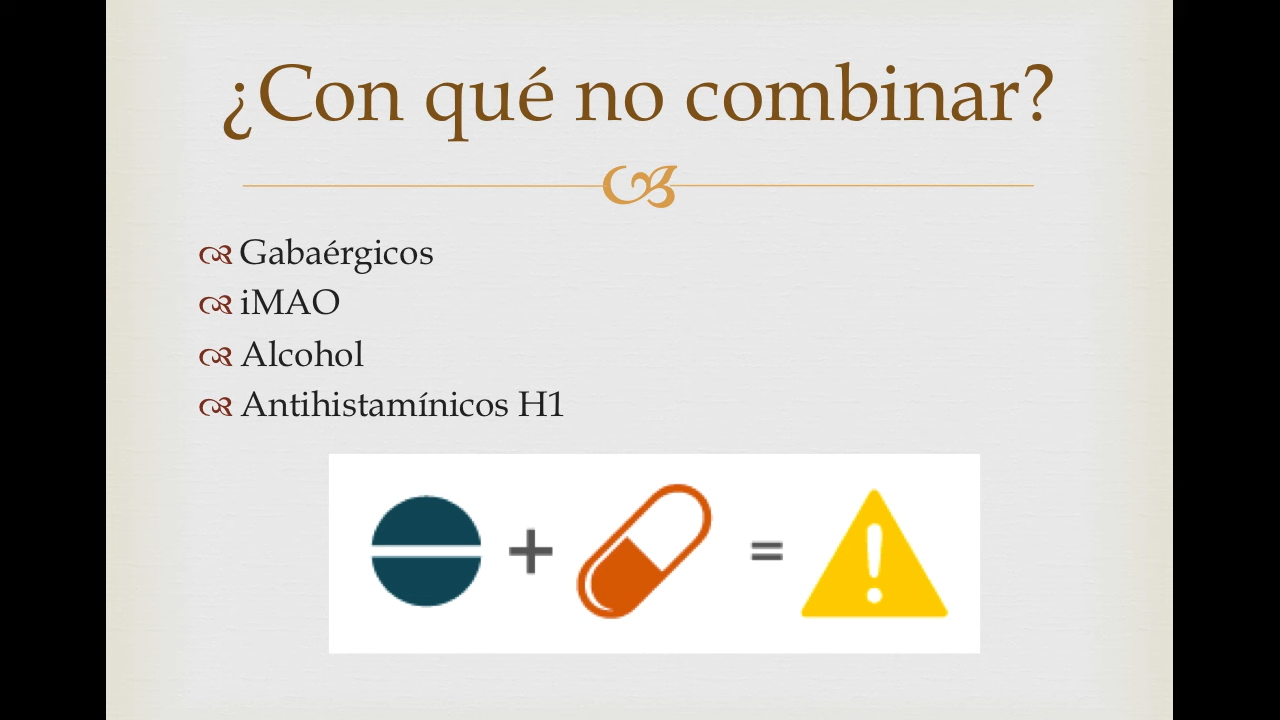 ¿Con qué no combinar?
Gabaérgicos
iMAO
Alcohol
Antihistamínicos H1
+ = !